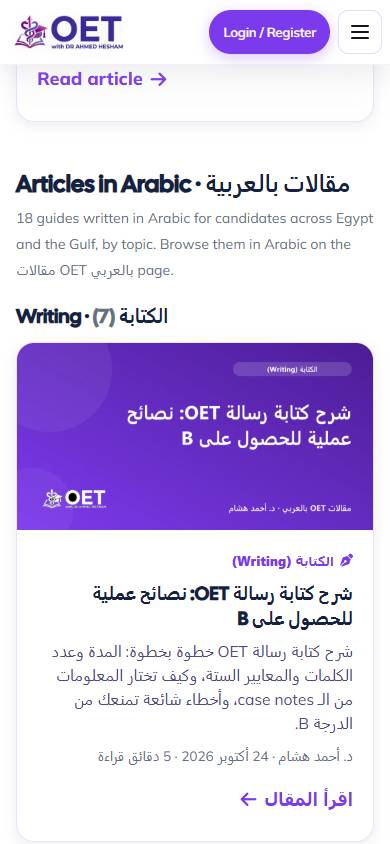 OET
with DR AHMED HESHAM
Login / Register
Read article →
Articles in Arabic · مقالات بالعربية
18 guides written in Arabic for candidates across Egypt
and the Gulf, by topic. Browse them in Arabic on the
مقالات OET بالعربي page.
Writing · الكتابة (7)
الكتابة (Writing)
شرح كتابة رسالة OET: نصائح
عملية للحصول على B
OET
مقالات OET بالعربي · د. أحمد هشام
الكتابة (Writing)
شرح كتابة رسالة OET: نصائح عملية
للحصول على B
شرح كتابة رسالة OET خطوة بخطوة: المدة وعدد
الكلمات والمعايير الستة، وكيف تختار المعلومات
من الـ case notes، وأخطاء شائعة تمنعك من
الدرجة B.
د. أحمد هشام · 24 أكتوبر 2026 · 5 دقائق قراءة
اقرأ المقال ←